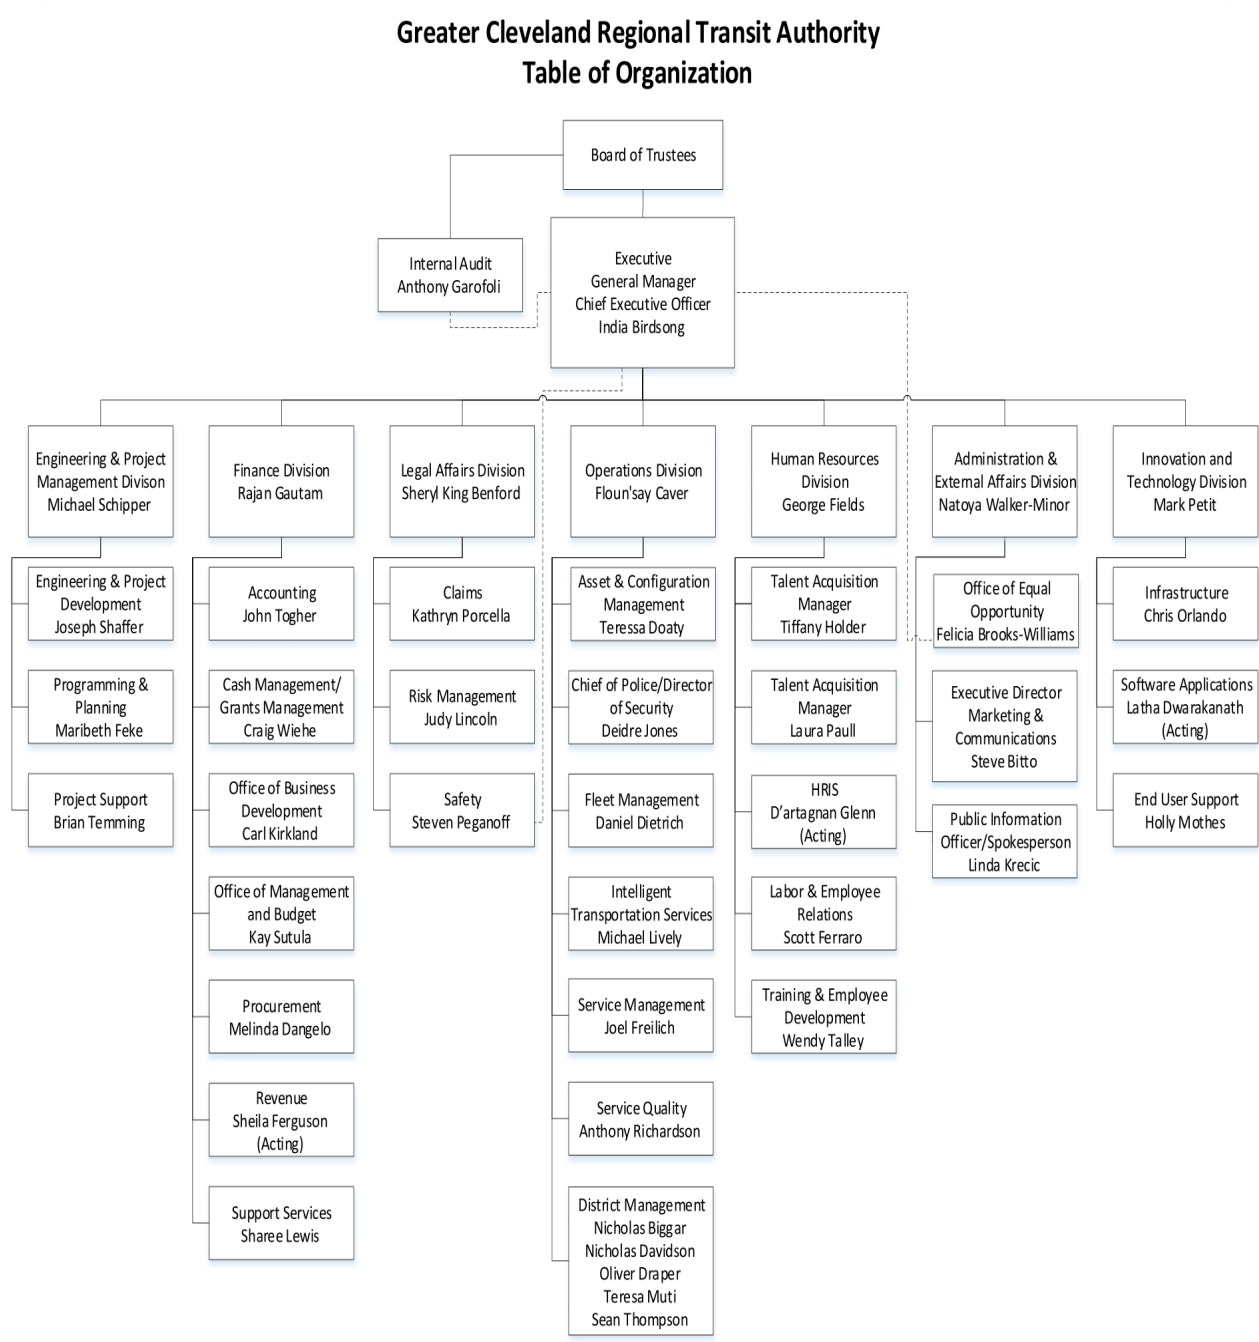 Greater Cleveland Regional Transit Authority
Table of Organization
Board of Trustees
Internal Audit
Anthony Garofoli
Executive
General Manager
Chief Executive Officer
India Birdsong
Engineering & Project
Management Divison
Michael Schipper
Engineering & Project
Development
Joseph Shaffer
Programming &
Planning
Maribeth Feke
Project Support
Brian Temming
Finance Division
Rajan Gautam
Accounting
John Togher
Cash Management/
Grants Management
Craig Wiehe
Office of Business
Development
Carl Kirkland
Office of Management
and Budget
Kay Sutula
Procurement
Melinda Dangelo
Revenue
Sheila Ferguson
(Acting)
Support Services
Sharee Lewis
Legal Affairs Division
Sheryl King Benford
Claims
Kathryn Porcella
Risk Management
Judy Lincoln
Safety
Steven Peganoff
Operations Division
Floun'say Caver
Asset & Configuration
Management
Teressa Doaty
Chief of Police/Director
of Security
Deidre Jones
Fleet Management
Daniel Dietrich
Intelligent
Transportation Services
Michael Lively
Service Management
Joel Freilich
Service Quality
Anthony Richardson
District Management
Nicholas Biggar
Nicholas Davidson
Oliver Draper
Teresa Muti
Sean Thompson
Human Resources
Division
George Fields
Talent Acquisition
Manager
Tiffany Holder
Talent Acquisition
Manager
Laura Paull
HRIS
D’artagnan Glenn
(Acting)
Labor & Employee
Relations
Scott Ferraro
Training & Employee
Development
Wendy Talley
Administration &
External Affairs Division
Natoya Walker-Minor
Office of Equal
Opportunity
Felicia Brooks-Williams
Executive Director
Marketing &
Communications
Steve Bitto
Public Information
Officer/Spokesperson
Linda Krecic
Innovation and
Technology Division
Mark Petit
Infrastructure
Chris Orlando
Software Applications
Latha Dwarakanath
(Acting)
End User Support
Holly Mothes